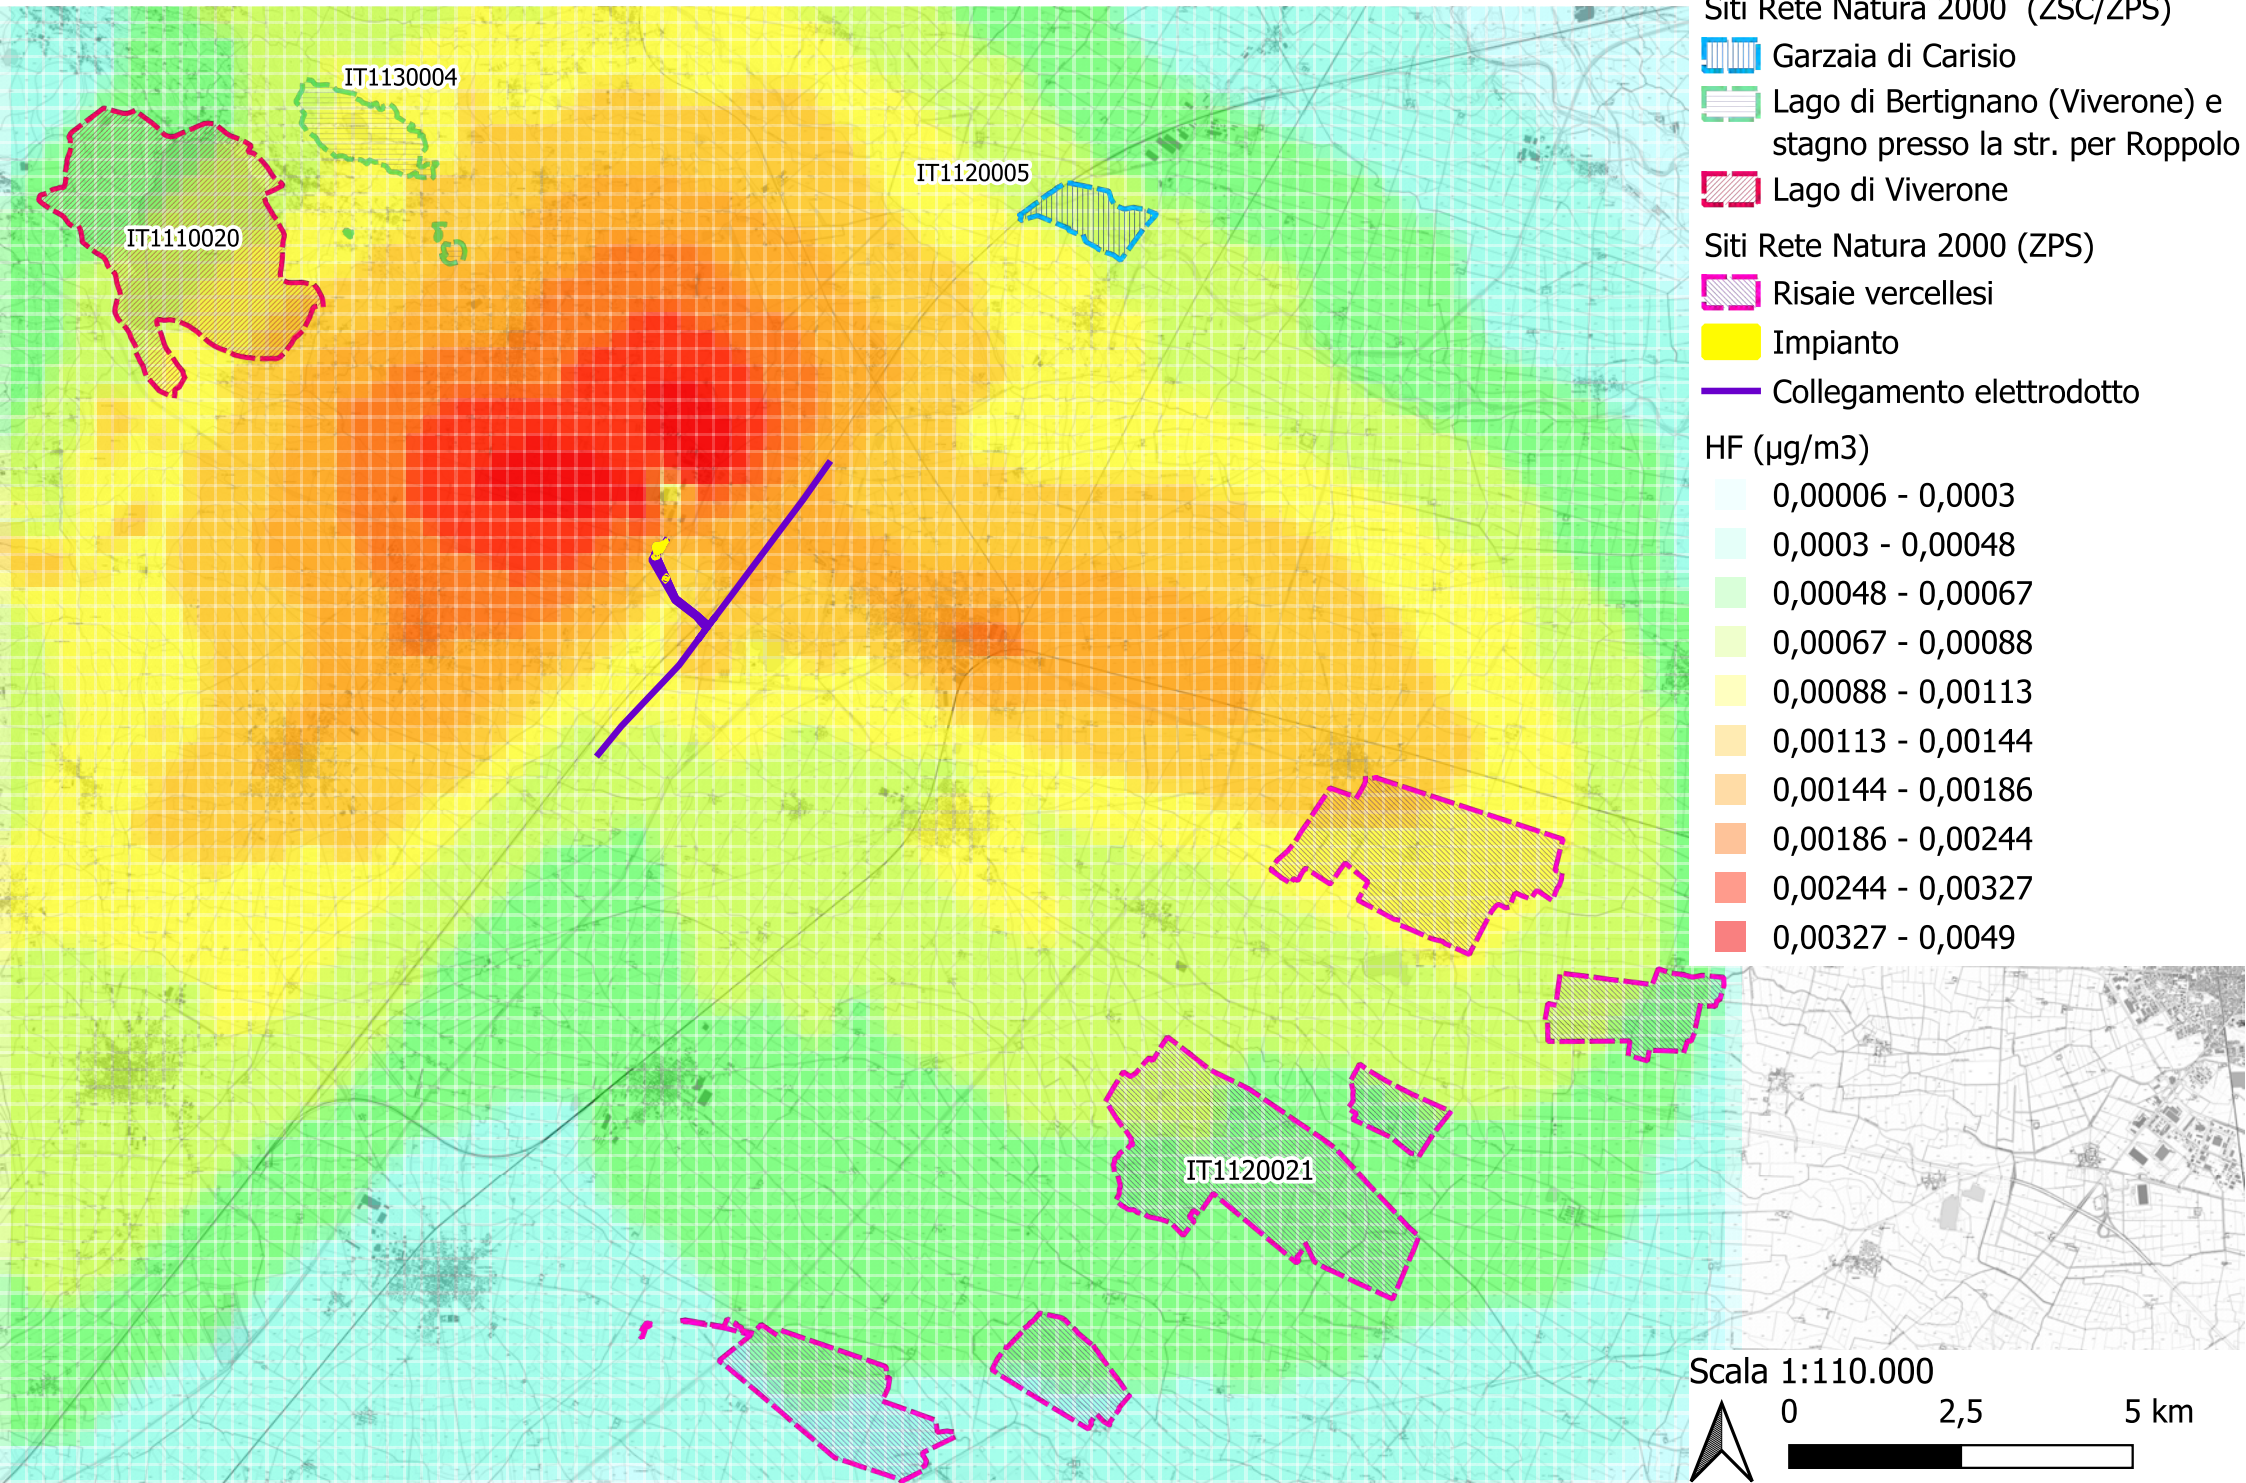 Siti Rete Natura 2000 (ZSC/ZPS)
Garzaia di Carisio
Lago di Bertignano (Viverone) e
stagno presso la str. per Roppolo
Lago di Viverone
Siti Rete Natura 2000 (ZPS)
Risaie vercellesi
Impianto
Collegamento elettrodotto
HF (µg/m3)
0,00006 - 0,0003
0,0003 - 0,00048
0,00048 - 0,00067
0,00067 - 0,00088
0,00088 - 0,00113
0,00113 - 0,00144
0,00144 - 0,00186
0,00186 - 0,00244
0,00244 - 0,00327
0,00327 - 0,0049
IT1130004
IT1120005
IT1110020
IT1120021
Scala 1:110.000
0 2,5 5 km